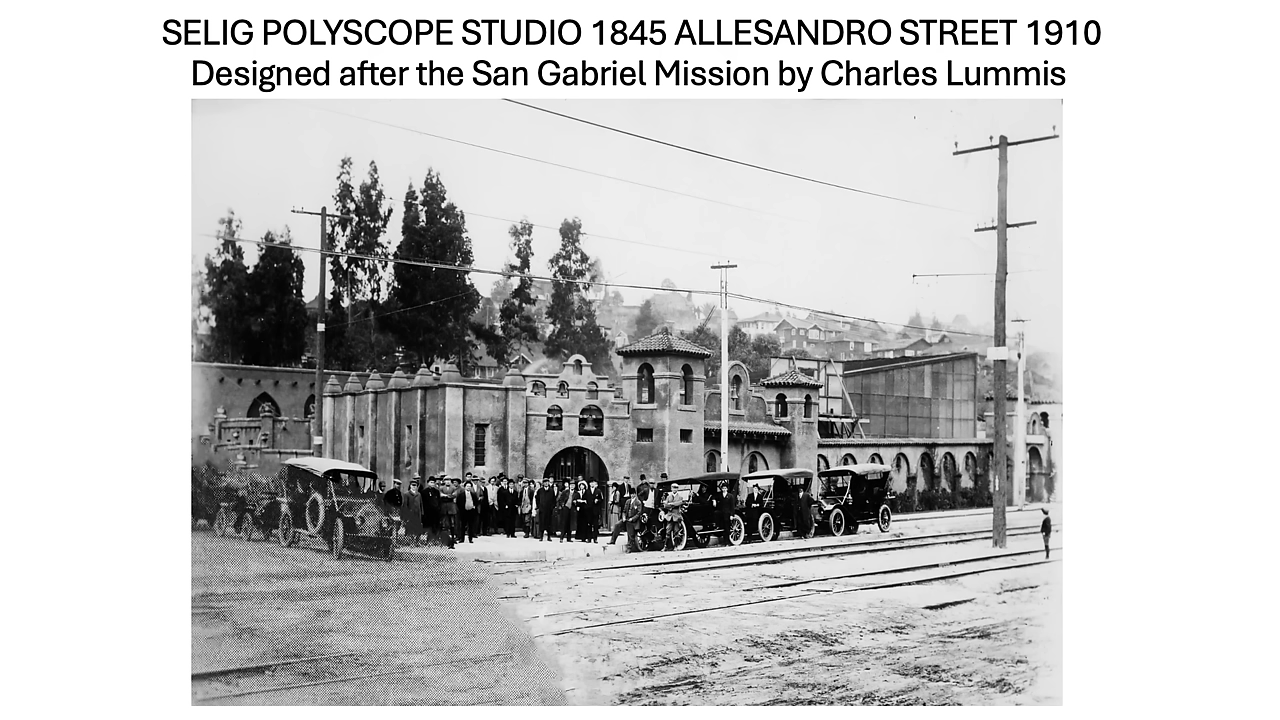 SELIG POLYSCOPE STUDIO 1845 ALLESANDRO STREET 1910
Designed after the San Gabriel Mission by Charles Lummis